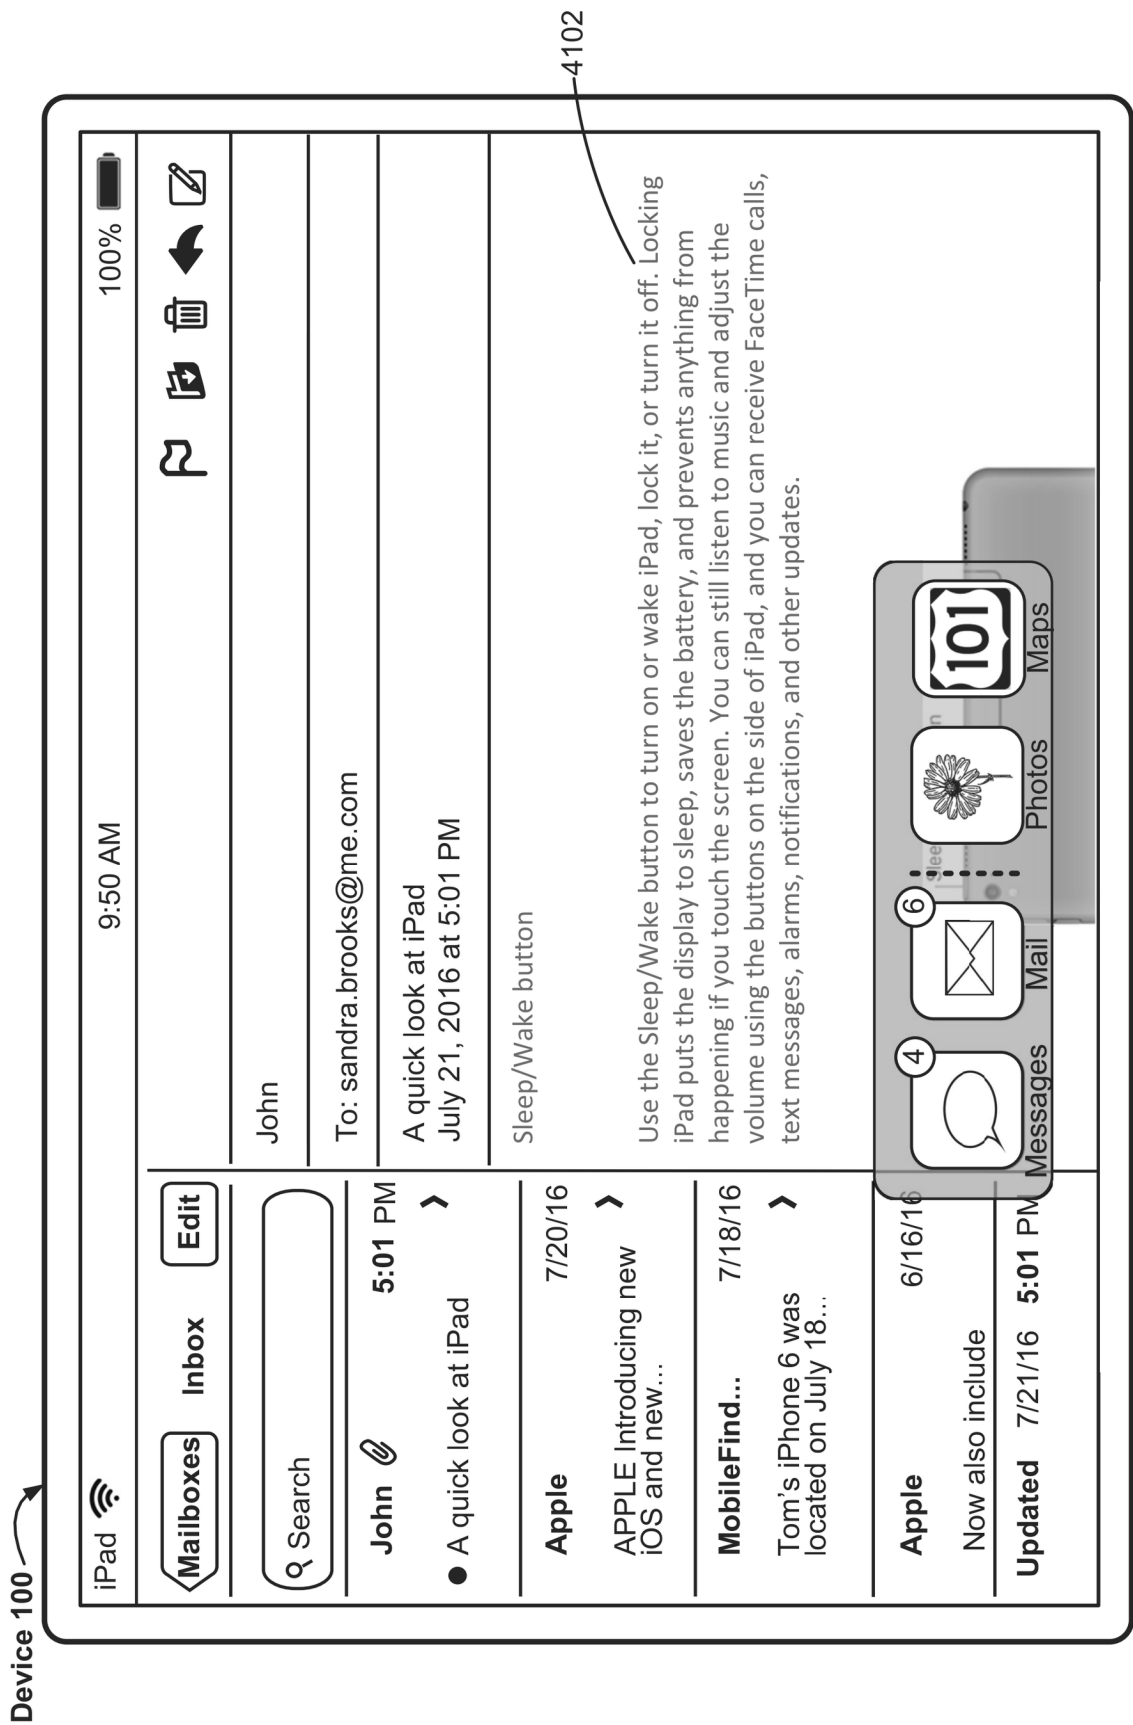 Device 100
iPad
9:50 AM
100%
Mailboxes
Inbox
Edit
Search
John
5:01 PM
A quick look at iPad
Apple
7/20/16
APPLE Introducing new
iOS and new...
MobileFind...
7/18/16
Tom's iPhone 6 was
located on July 18...
Apple
6/16/16
Now also include
Updated 7/21/16 5:01 PM
John
To: sandra.brooks@me.com
A quick look at iPad
July 21, 2016 at 5:01 PM
Sleep/Wake button
4102
Use the Sleep/Wake button to turn on or wake iPad, lock it, or turn it off. Locking
iPad puts the display to sleep, saves the battery, and prevents anything from
happening if you touch the screen. You can still listen to music and adjust the
volume using the buttons on the side of iPad, and you can receive FaceTime calls,
text messages, alarms, notifications, and other updates.
4
6
101
Messages
Mail
Photos
Maps